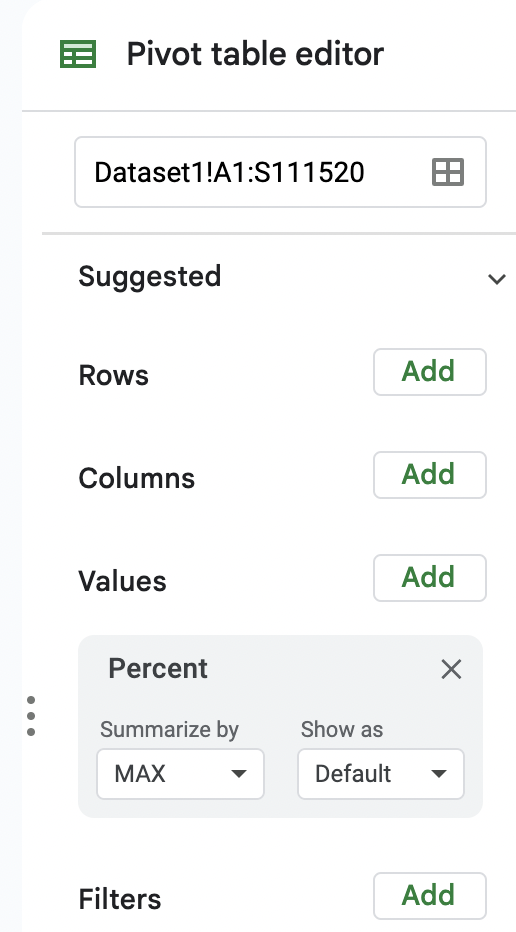 Pivot table editor
Dataset1!A1:S111520
Suggested
Rows Add
Columns Add
Values Add
Percent
Summarize by Show as
MAX Default
Filters Add